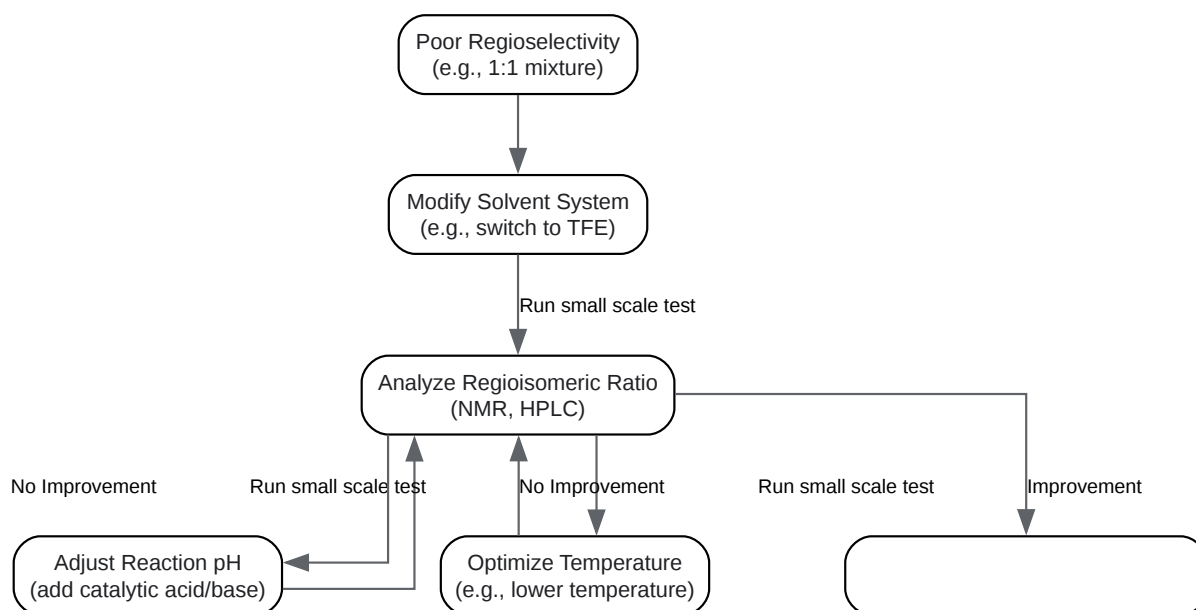 Poor Regioselectivity
(e.g., 1:1 mixture)
Modify Solvent System
(e.g., switch to TFE)
Run small scale test
Analyze Regioisomeric Ratio
(NMR, HPLC)
No Improvement
Run small scale test
No Improvement
Run small scale test
Improvement
Adjust Reaction pH
(add catalytic acid/base)
Optimize Temperature
(e.g., lower temperature)